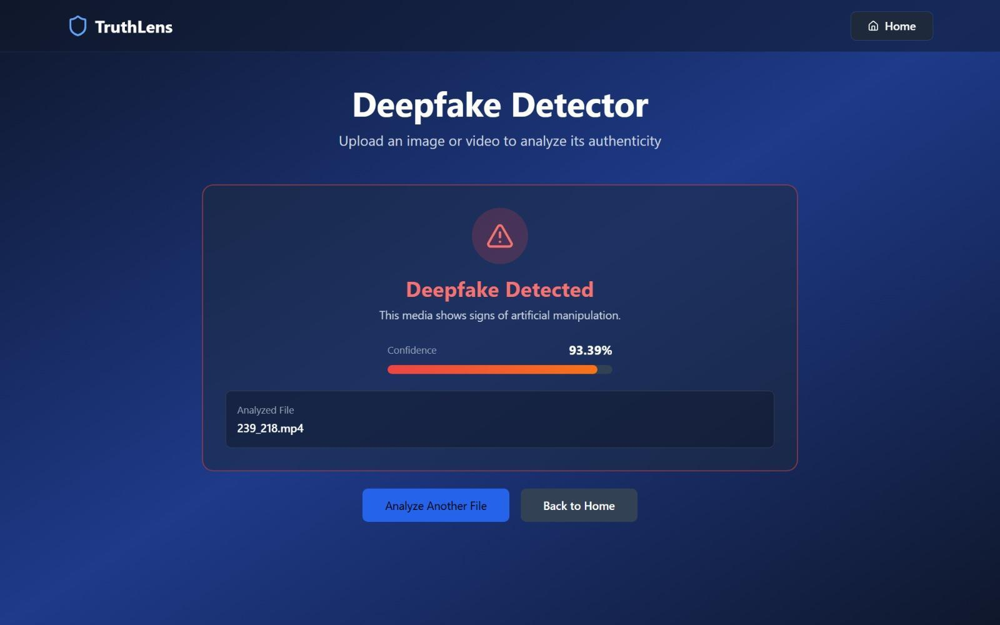 TruthLens
Home
Deepfake Detector
Upload an image or video to analyze its authenticity
Deepfake Detected
This media shows signs of artificial manipulation.
Confidence 93.39%
Analyzed File
239_218.mp4
Analyze Another File
Back to Home